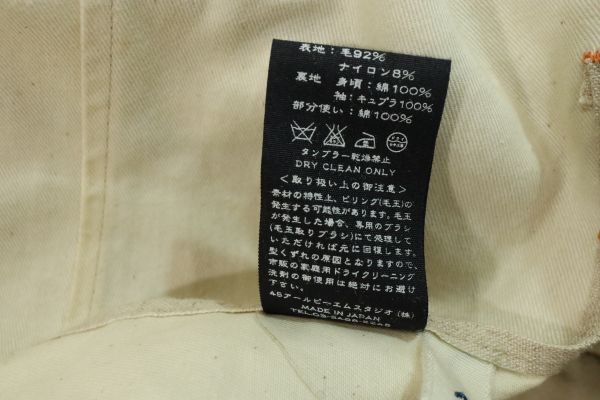 表地：毛92%
ナイロン8%
裏地 身頃：綿100%
袖：キュプラ100%
部分使い：綿100%
ドライ
タンブラー乾燥禁止
DRY CLEAN ONLY
＜取り扱い上の御注意＞
素材の特性上、ピリング(毛玉)の
発生する可能性があります。毛玉
が発生した場合、専用のブラシ
(毛玉取りブラシ)にて処理して
いただければ元に回復します。
型くずれの原因となりますので、
市販の家庭用ドライクリーニング
洗剤の御使用は絶対にお避け
下さい。
45アールピーエムスタジオ(株)
MADE IN JAPAN